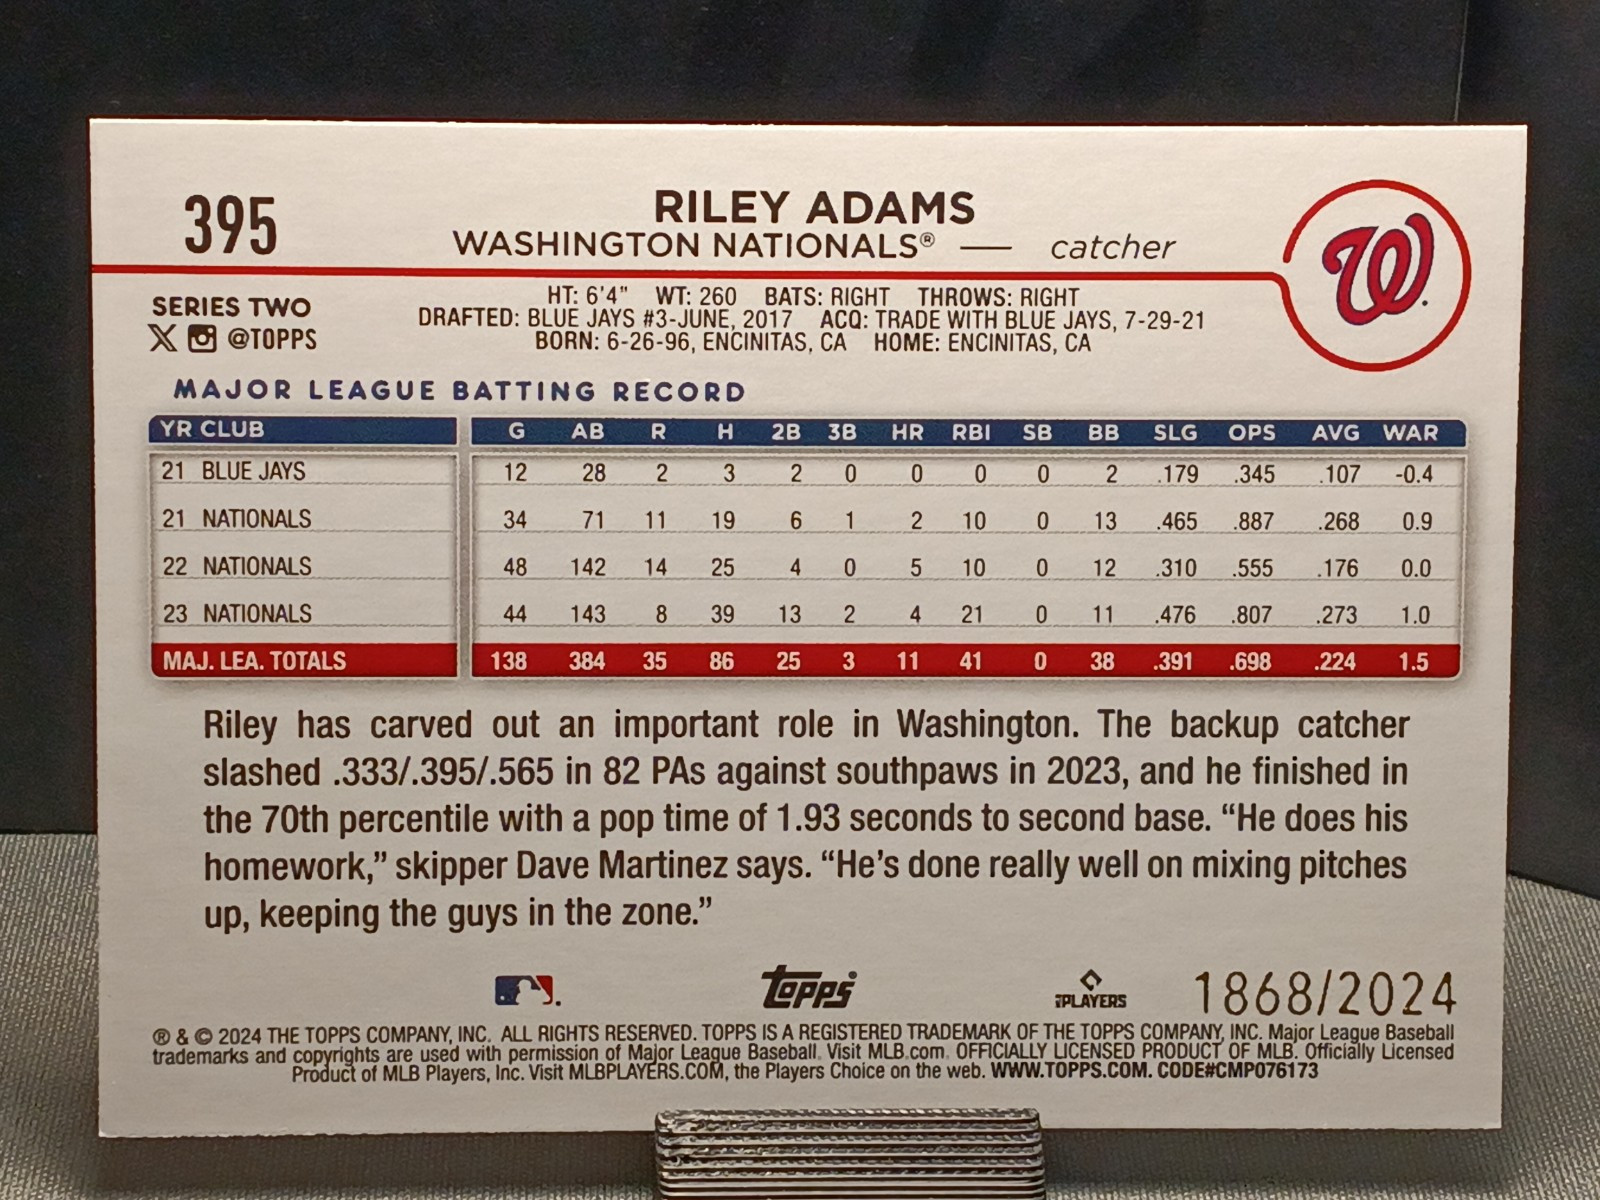 395
RILEY ADAMS
WASHINGTON NATIONALS® — catcher
W
SERIES TWO
X @TOPPS
HT: 6'4" WT: 260 BATS: RIGHT THROWS: RIGHT
DRAFTED: BLUE JAYS #3-JUNE, 2017 ACQ: TRADE WITH BLUE JAYS, 7-29-21
BORN: 6-26-96, ENCINITAS, CA HOME: ENCINITAS, CA
MAJOR LEAGUE BATTING RECORD
YR CLUB G AB R H 2B 3B HR RBI SB BB SLG OPS AVG WAR
21 BLUE JAYS 12 28 2 3 2 0 0 0 0 2 .179 .345 .107 -0.4
21 NATIONALS 34 71 11 19 6 1 2 10 0 13 .465 .887 .268 0.9
22 NATIONALS 48 142 14 25 4 0 5 10 0 12 .310 .555 .176 0.0
23 NATIONALS 44 143 8 39 13 2 4 21 0 11 .476 .807 .273 1.0
MAJ. LEA. TOTALS 138 384 35 86 25 3 11 41 0 38 .391 .698 .224 1.5
Riley has carved out an important role in Washington. The backup catcher
slashed .333/.395/.565 in 82 PAs against southpaws in 2023, and he finished in
the 70th percentile with a pop time of 1.93 seconds to second base. “He does his
homework,” skipper Dave Martinez says. “He’s done really well on mixing pitches
up, keeping the guys in the zone.”
Topps PLAYERS 1868/2024
® & © 2024 THE TOPPS COMPANY, INC. ALL RIGHTS RESERVED. TOPPS IS A REGISTERED TRADEMARK OF THE TOPPS COMPANY, INC. Major League Baseball
trademarks and copyrights are used with permission of Major League Baseball. Visit MLB.com. OFFICIALLY LICENSED PRODUCT OF MLB. Officially Licensed
Product of MLB Players, Inc. Visit MLBPLAYERS.COM, the Players Choice on the web. WWW.TOPPS.COM. CODE#CMP076173